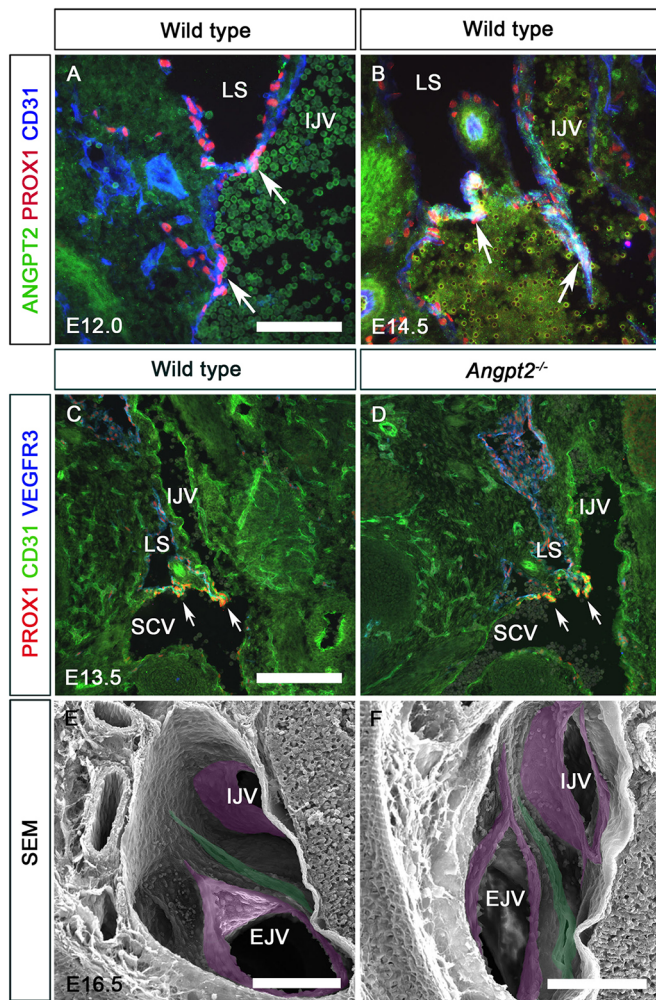 Wild type
Wild type
ANGPT2 PROX1 CD31
A
LS
IJV
E12.0
B
LS
IJV
E14.5
Wild type
Angpt2-/-
PROX1 CD31 VEGFR3
C
IJV
LS
SCV
E13.5
D
IJV
LS
SCV
SEM
E
IJV
EJV
E16.5
F
IJV
EJV